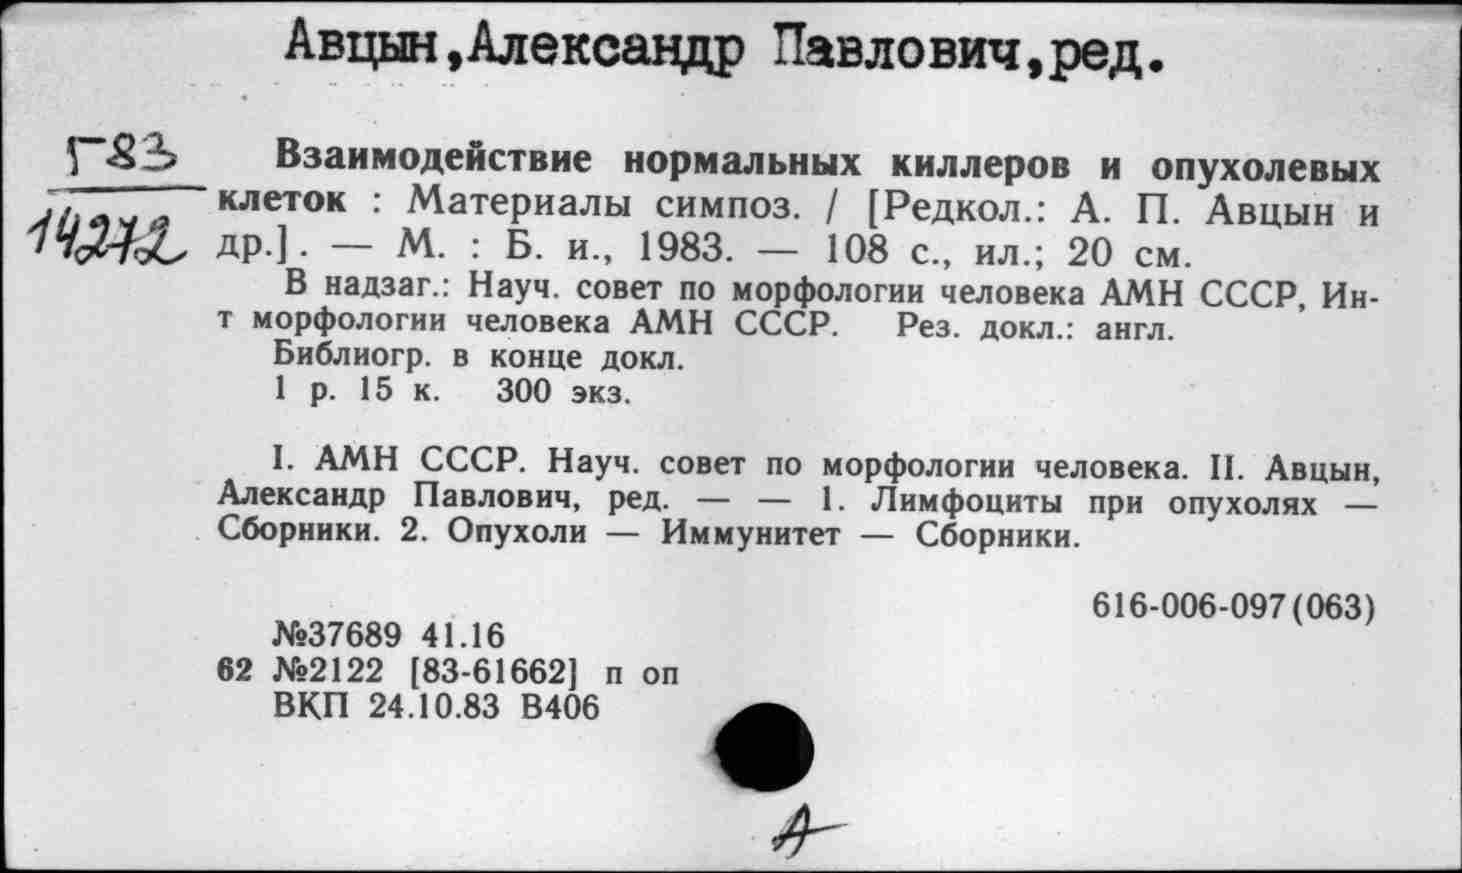 Авцын,Александр Павлович,ред.
Г83
14272
Взаимодействие нормальных киллеров и опухолевых
клеток : Материалы симпоз. / [Редкол.: А. П. Авцын и
др.]. — М. : Б. и., 1983. — 108 с., ил.; 20 см.
В надзаг.: Науч. совет по морфологии человека АМН СССР, Ин-
т морфологии человека АМН СССР. Рез. докл.: англ.
Библиогр. в конце докл.
1 р. 15 к. 300 экз.
I. АМН СССР. Науч. совет по морфологии человека. II. Авцын,
Александр Павлович, ред. — — 1. Лимфоциты при опухолях —
Сборники. 2. Опухоли — Иммунитет — Сборники.
616-006-097(063)
№37689 41.16
62 №2122 [83-61662] п оп
ВКП 24.10.83 В406
А